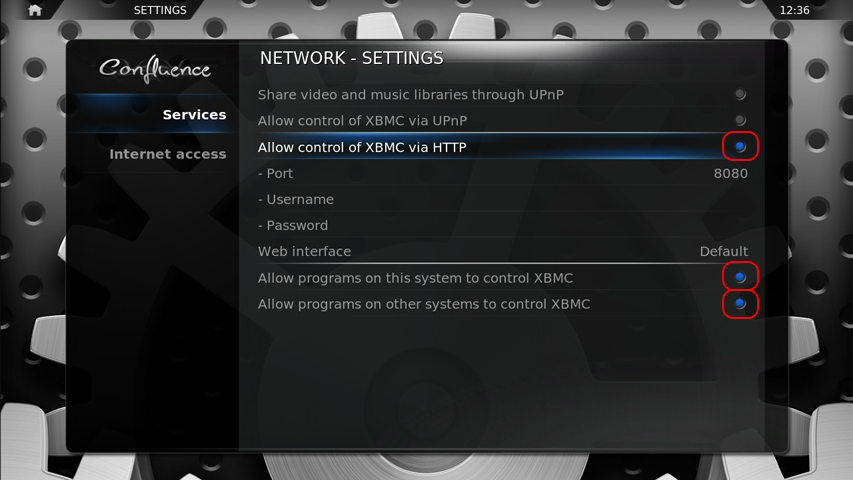 SETTINGS
12:36
Confluence
NETWORK - SETTINGS
Services
Internet access
Share video and music libraries through UPnP
Allow control of XBMC via UPnP
Allow control of XBMC via HTTP
- Port 8080
- Username
- Password
Web interface Default
Allow programs on this system to control XBMC
Allow programs on other systems to control XBMC